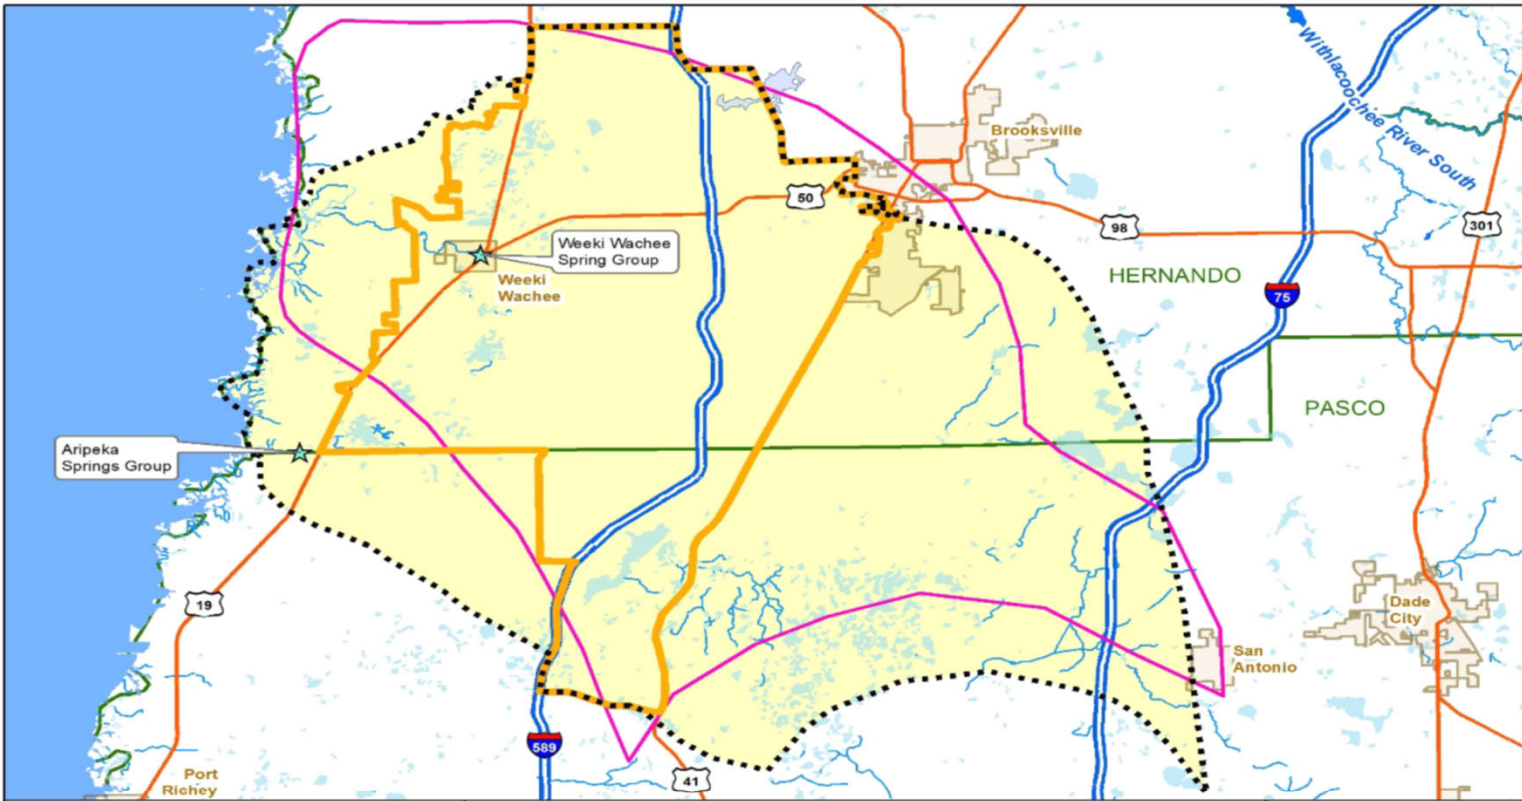 Withlacoochee River South
Brooksville
50
98
301
Weeki Wachee
Spring Group
Weeki
Wachee
HERNANDO
75
PASCO
Aripeka
Springs Group
19
Dade
City
San
Antonio
589
41
Port
Richey